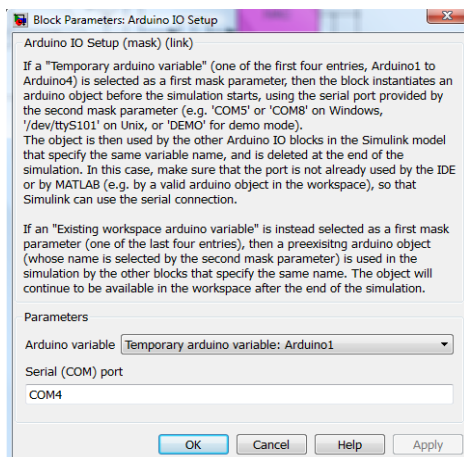 Block Parameters: Arduino IO Setup
Arduino IO Setup (mask) (link)
If a "Temporary arduino variable" (one of the first four entries, Arduino1 to
Arduino4) is selected as a first mask parameter, then the block instantiates an
arduino object before the simulation starts, using the serial port provided by
the second mask parameter (e.g. 'COM5' or 'COM8' on Windows,
'/dev/ttyS101' on Unix, or 'DEMO' for demo mode).
The object is then used by the other Arduino IO blocks in the Simulink model
that specify the same variable name, and is deleted at the end of the
simulation. In this case, make sure that the port is not already used by the IDE
or by MATLAB (e.g. by a valid arduino object in the workspace), so that
Simulink can use the serial connection.
If an "Existing workspace arduino variable" is instead selected as a first mask
parameter (one of the last four entries), then a preexisitng arduino object
(whose name is selected by the second mask parameter) is used in the
simulation by the other blocks that specify the same name. The object will
continue to be available in the workspace after the end of the simulation.
Parameters
Arduino variable Temporary arduino variable: Arduino1
Serial (COM) port
COM4
OK Cancel Help Apply